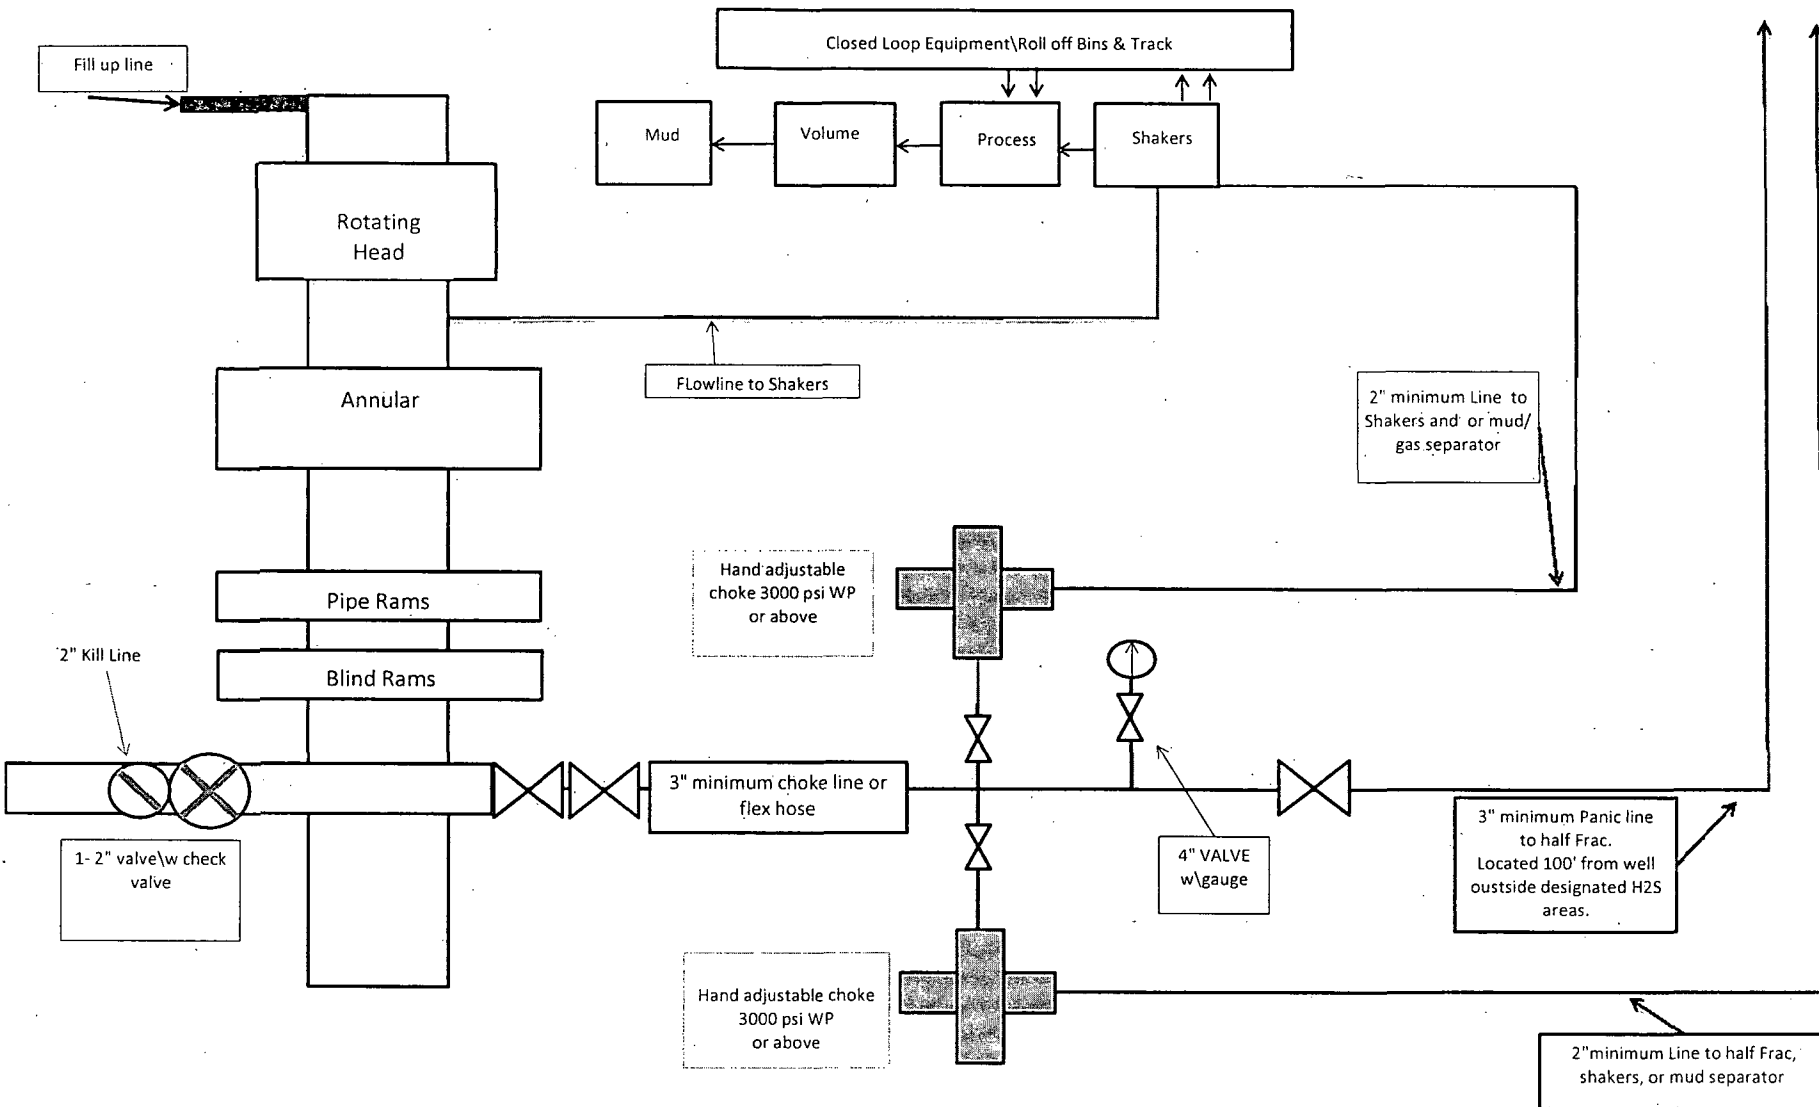 Closed Loop Equipment\Roll off Bins & Track
Fill up line
Mud
Volume
Process
Shakers
Rotating
Head
FLowline to Shakers
Annular
2" minimum Line to
Shakers and or mud/
gas separator
Hand adjustable
choke 3000 psi WP
or above
Pipe Rams
2" Kill Line
Blind Rams
3" minimum choke line or
flex hose
1- 2" valve\w check
valve
4" VALVE
w\gauge
3" minimum Panic line
to half Frac.
Located 100' from well
oustside designated H2S
areas.
Hand adjustable choke
3000 psi WP
or above
2"minimum Line to half Frac,
shakers, or mud separator